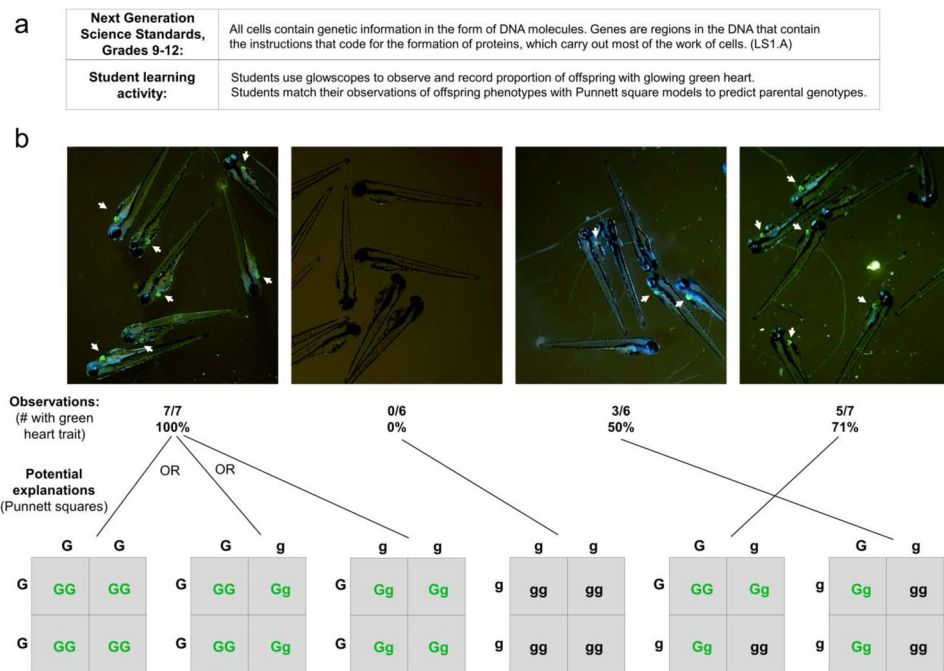 a
Next Generation
Science Standards,
Grades 9-12:
All cells contain genetic information in the form of DNA molecules. Genes are regions in the DNA that contain
the instructions that code for the formation of proteins, which carry out most of the work of cells. (LS1.A)
Student learning
activity:
Students use glowscopes to observe and record proportion of offspring with glowing green heart.
Students match their observations of offspring phenotypes with Punnett square models to predict parental genotypes.
b
Observations:
(# with green
heart trait)
7/7
100%
0/6
0%
3/6
50%
5/7
71%
Potential
explanations
(Punnett squares)
OR
OR
G G
G GG GG
G GG GG
G g
G GG Gg
G GG Gg
g g
G Gg Gg
G Gg Gg
g g
g gg gg
g gg gg
G g
G GG Gg
g Gg gg
G g
g Gg gg
g Gg gg